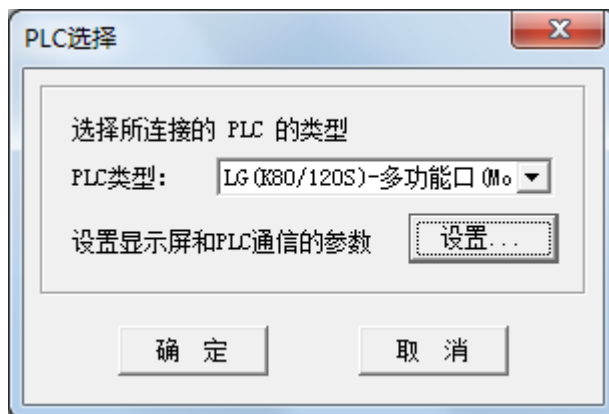 PLC选择
选择所连接的 PLC 的类型
PLC类型: LG(K80/120S)-多功能口(Mo
设置显示屏和PLC通信的参数 设置...
确 定 取 消